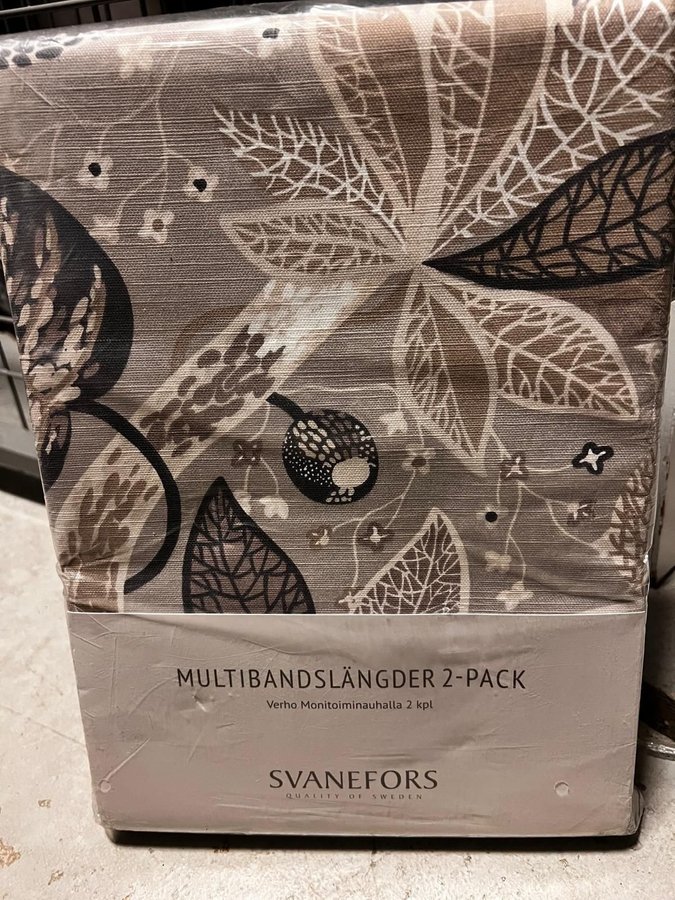 MULTIBANDSLÄNGDER 2-PACK
Verho Monitoiminauhalla 2 kpl
SVANEFORS
QUALITY OF SWEDEN